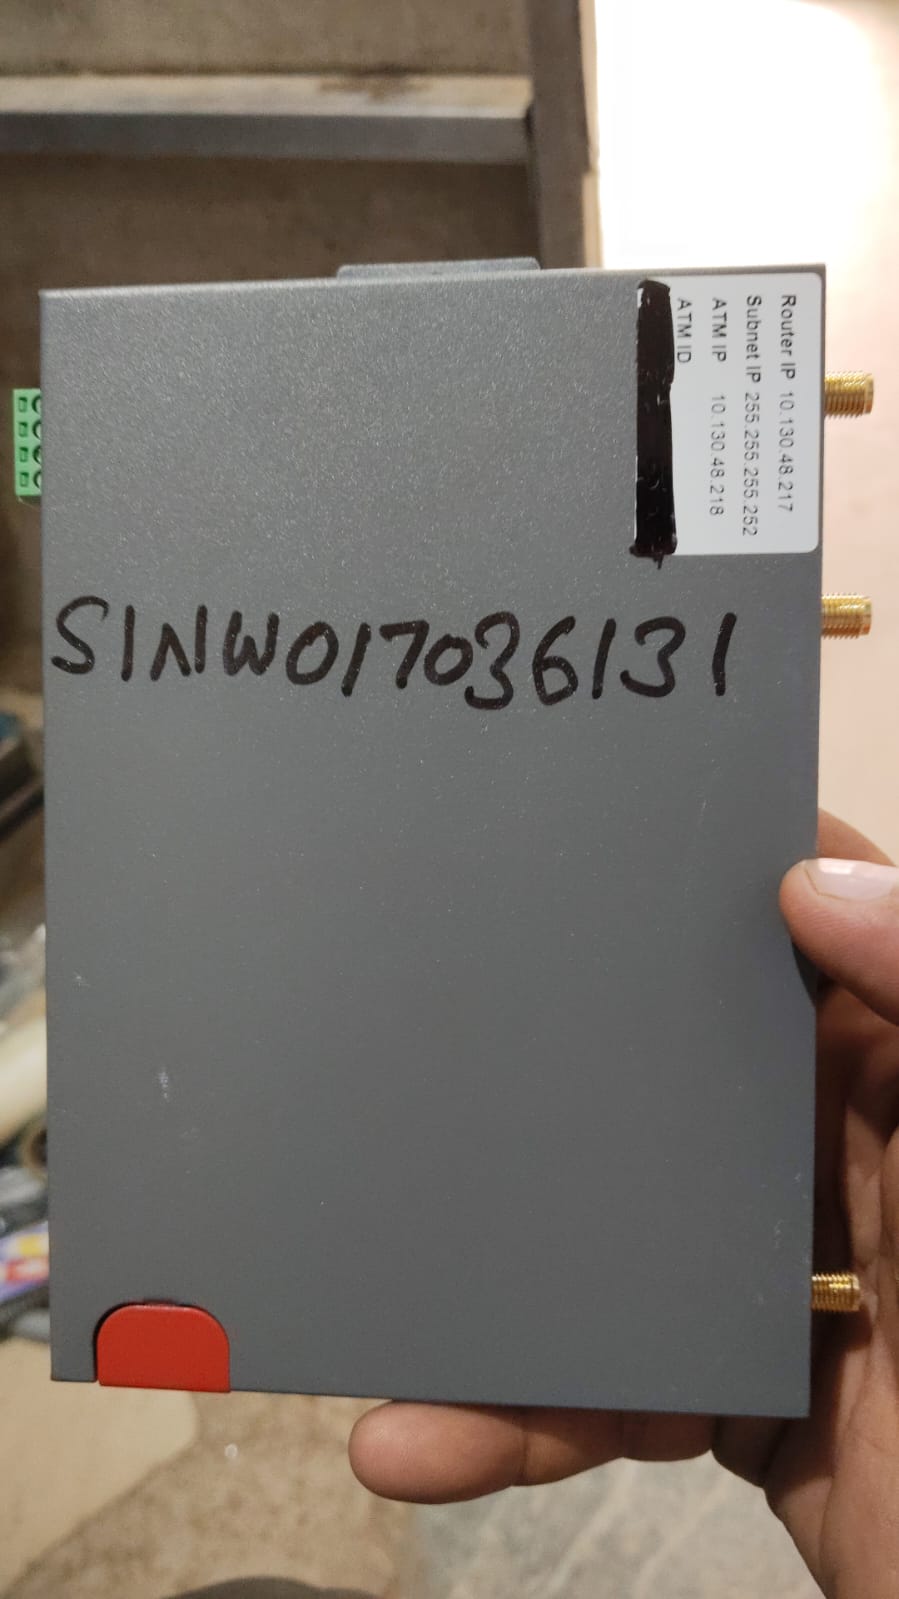 Router IP 10.130.48.217
Subnet IP 255.255.255.252
ATM IP 10.130.48.218
ATM ID
S1NW017036131